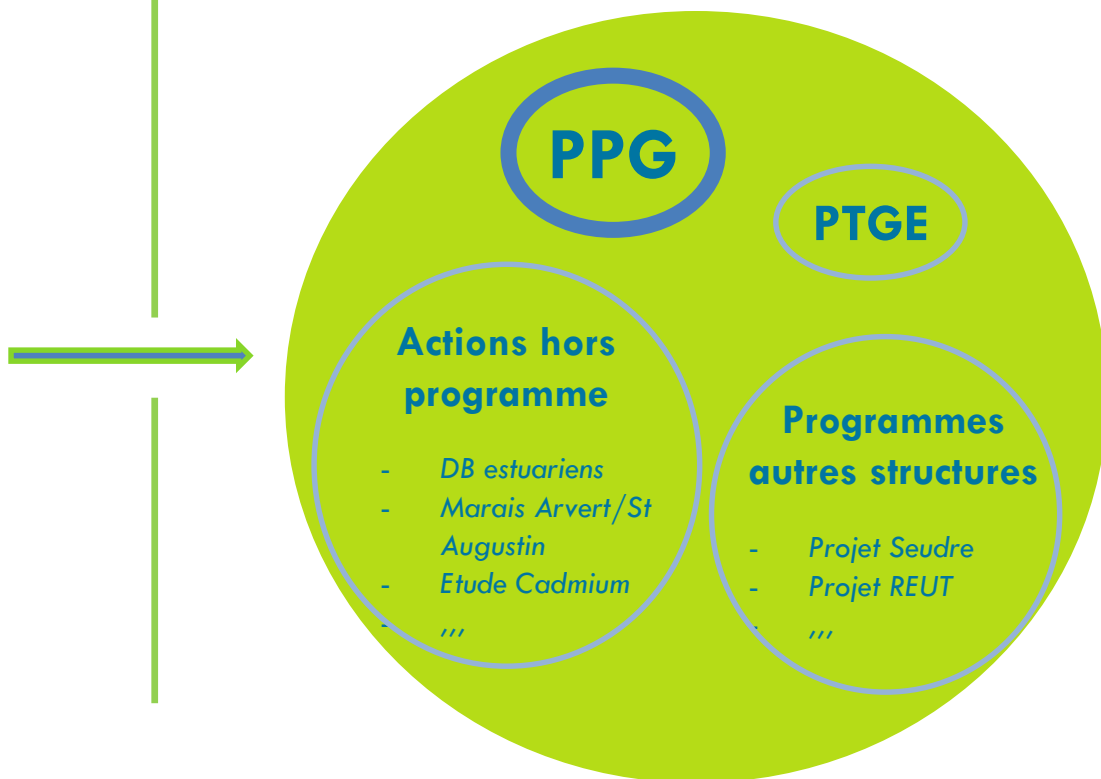 PPG
PTGE
Actions hors
programme
- DB estuariens
- Marais Arvert/St
Augustin
- Etude Cadmium
- ,,,
Programmes
autres structures
- Projet Seudre
- Projet REUT
- ,,,